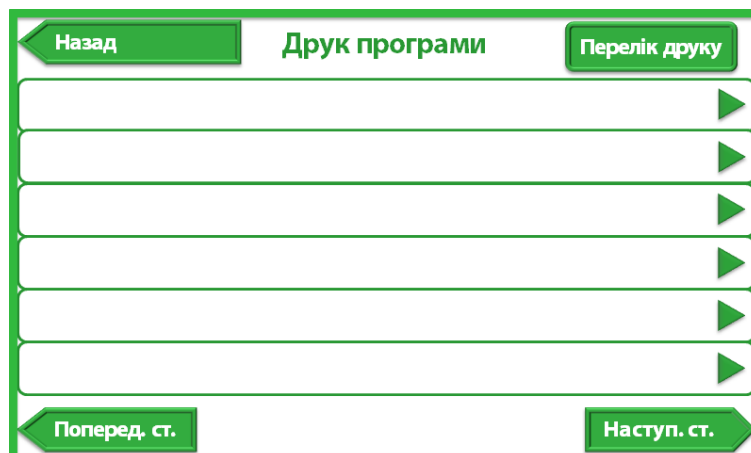 Назад
Друк програми
Перелік друку
Поперед. ст.
Наступ. ст.